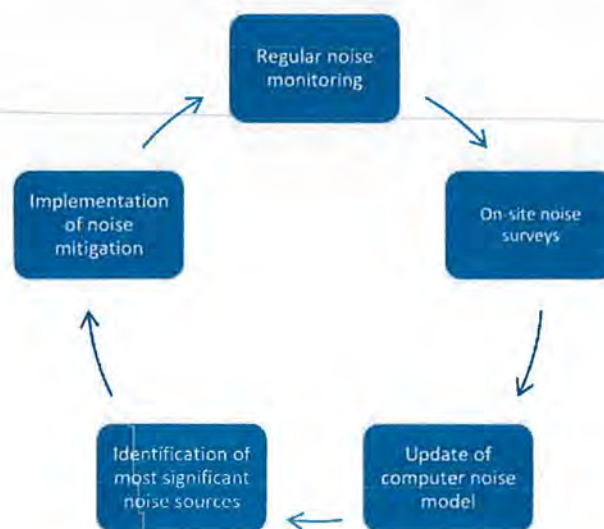 Regular noise
monitoring
On-site noise
surveys
Update of
computer noise
model
Identification of
most significant
noise sources
Implementation
of noise
mitigation